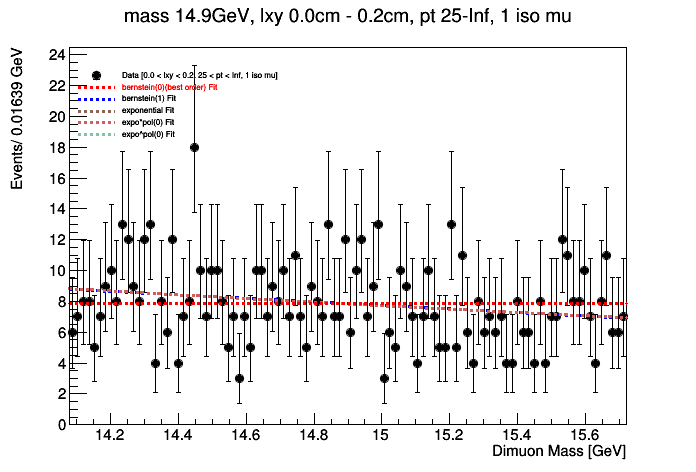 mass 14.9GeV, lxy 0.0cm - 0.2cm, pt 25-Inf, 1 iso mu
Events/ 0.01639 GeV
24
22
20
18
16
14
12
10
8
6
4
2
0
Data [0.0 < lxy < 0.2, 25 < pt < Inf, 1 iso mu]
bernstein(0)(best order) Fit
bernstein(1) Fit
exponential Fit
expo*pol(0) Fit
expo^pol(0) Fit
14.2 14.4 14.6 14.8 15 15.2 15.4 15.6
Dimuon Mass [GeV]